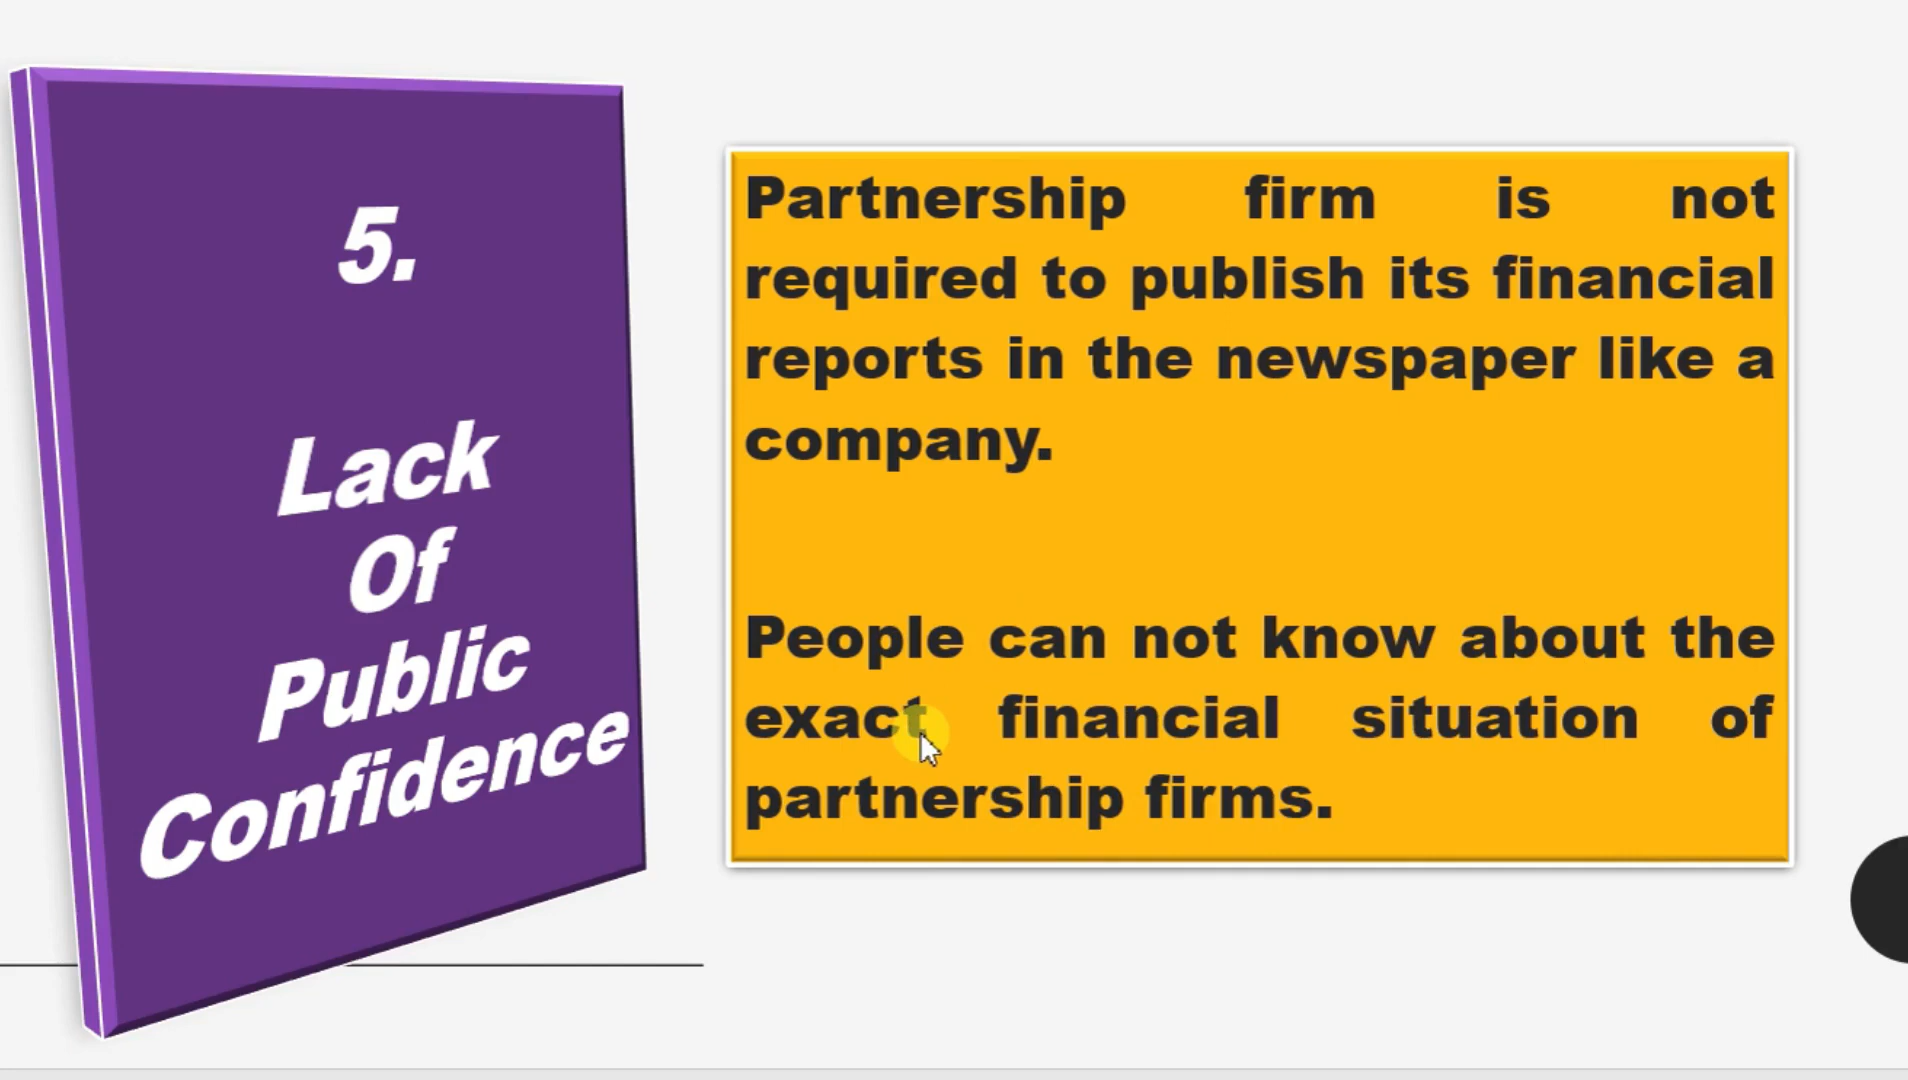 5.
Lack
Of
Public
Confidence
Partnership firm is not
required to publish its financial
reports in the newspaper like a
company.
People can not know about the
exact financial situation of
partnership firms.